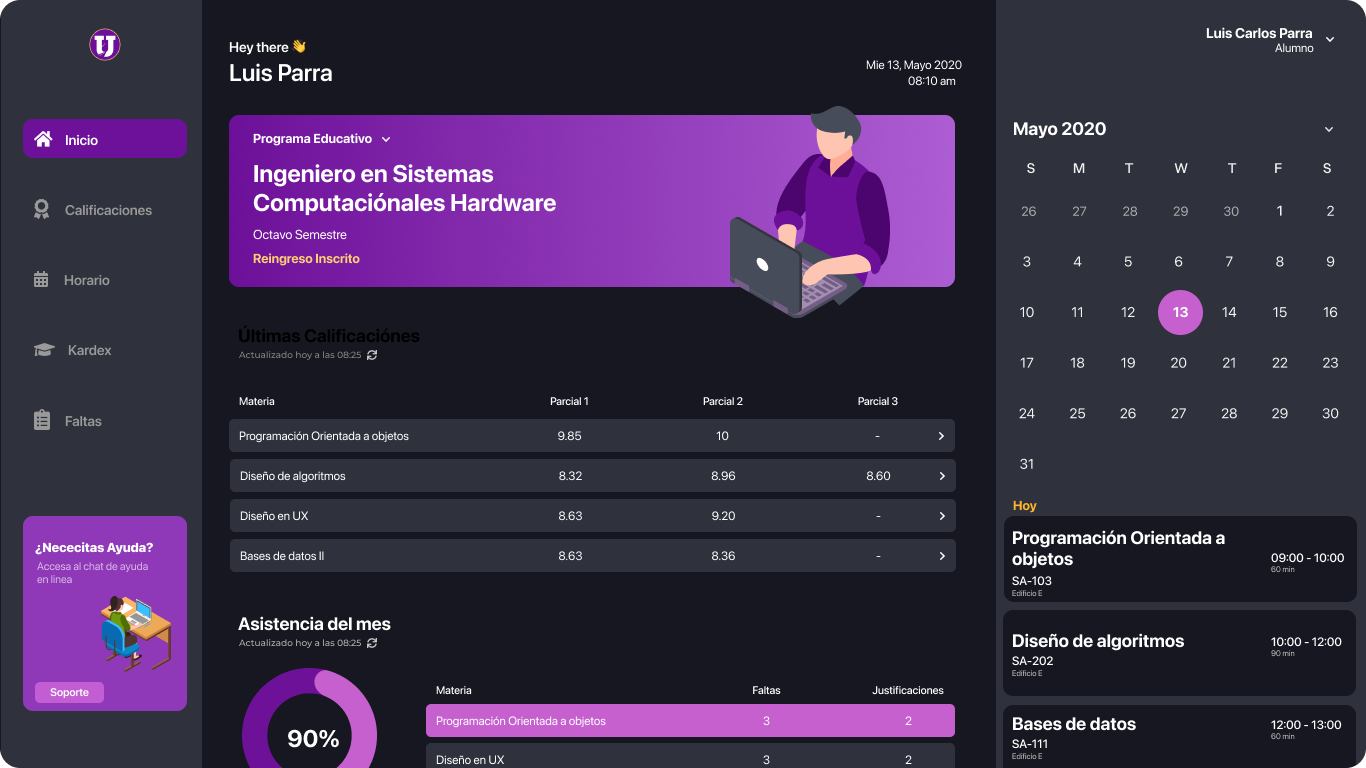 Inicio
Calificaciones
Horario
Kardex
Faltas
¿Nececitas Ayuda?
Accesa al chat de ayuda
en linea
Soporte
Hey there 👋
Luis Parra
Mie 13, Mayo 2020
08:10 am
Programa Educativo
Ingeniero en Sistemas
Computaciónales Hardware
Octavo Semestre
Reingreso Inscrito
Últimas Calificaciónes
Actualizado hoy a las 08:25
Materia Parcial 1 Parcial 2 Parcial 3
Programación Orientada a objetos 9.85 10 -
Diseño de algoritmos 8.32 8.96 8.60
Diseño en UX 8.63 9.20 -
Bases de datos II 8.63 8.36 -
Asistencia del mes
Actualizado hoy a las 08:25
90%
Materia Faltas Justificaciones
Programación Orientada a objetos 3 2
Diseño en UX 3 2
Luis Carlos Parra
Alumno
Mayo 2020
S M T W T F S
26 27 28 29 30 1 2
3 4 5 6 7 8 9
10 11 12 13 14 15 16
17 18 19 20 21 22 23
24 25 26 27 28 29 30
31
Hoy
Programación Orientada a
objetos
09:00 - 10:00
60 min
SA-103
Edificio E
Diseño de algoritmos
10:00 - 12:00
90 min
SA-202
Edificio E
Bases de datos
12:00 - 13:00
60 min
SA-111
Edificio E